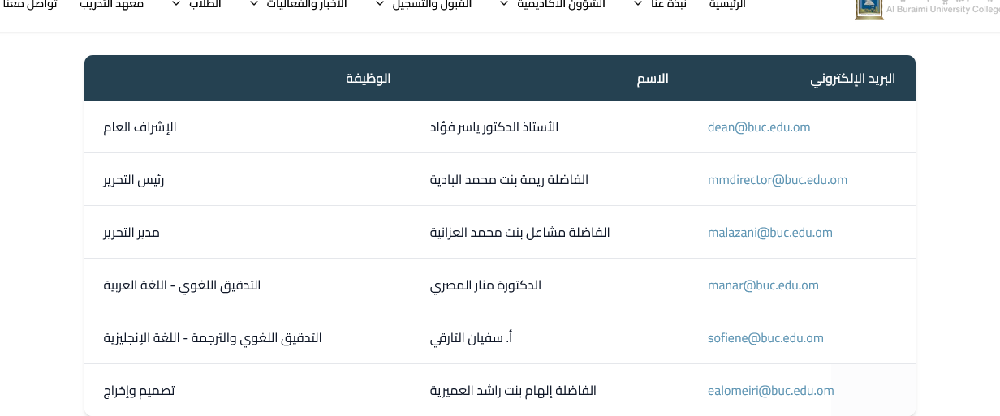 الرئيسية نبذة عنا الشؤون الأكاديمية القبول والتسجيل الأخبار والفعاليات الطلاب معهد التدريب تواصل معنا
Al Buraimi University College
البريد الإلكتروني الاسم الوظيفة
dean@buc.edu.om الأستاذ الدكتور ياسر فؤاد الإشراف العام
mmdirector@buc.edu.om الفاضلة ريمة بنت محمد البادية رئيس التحرير
malazani@buc.edu.om الفاضلة مشاعل بنت محمد العزانية مدير التحرير
manar@buc.edu.om الدكتورة منار المصري التدقيق اللغوي - اللغة العربية
sofiene@buc.edu.om أ. سفيان التارقي التدقيق اللغوي والترجمة - اللغة الإنجليزية
ealomeiri@buc.edu.om الفاضلة إلهام بنت راشد العميرية تصميم وإخراج